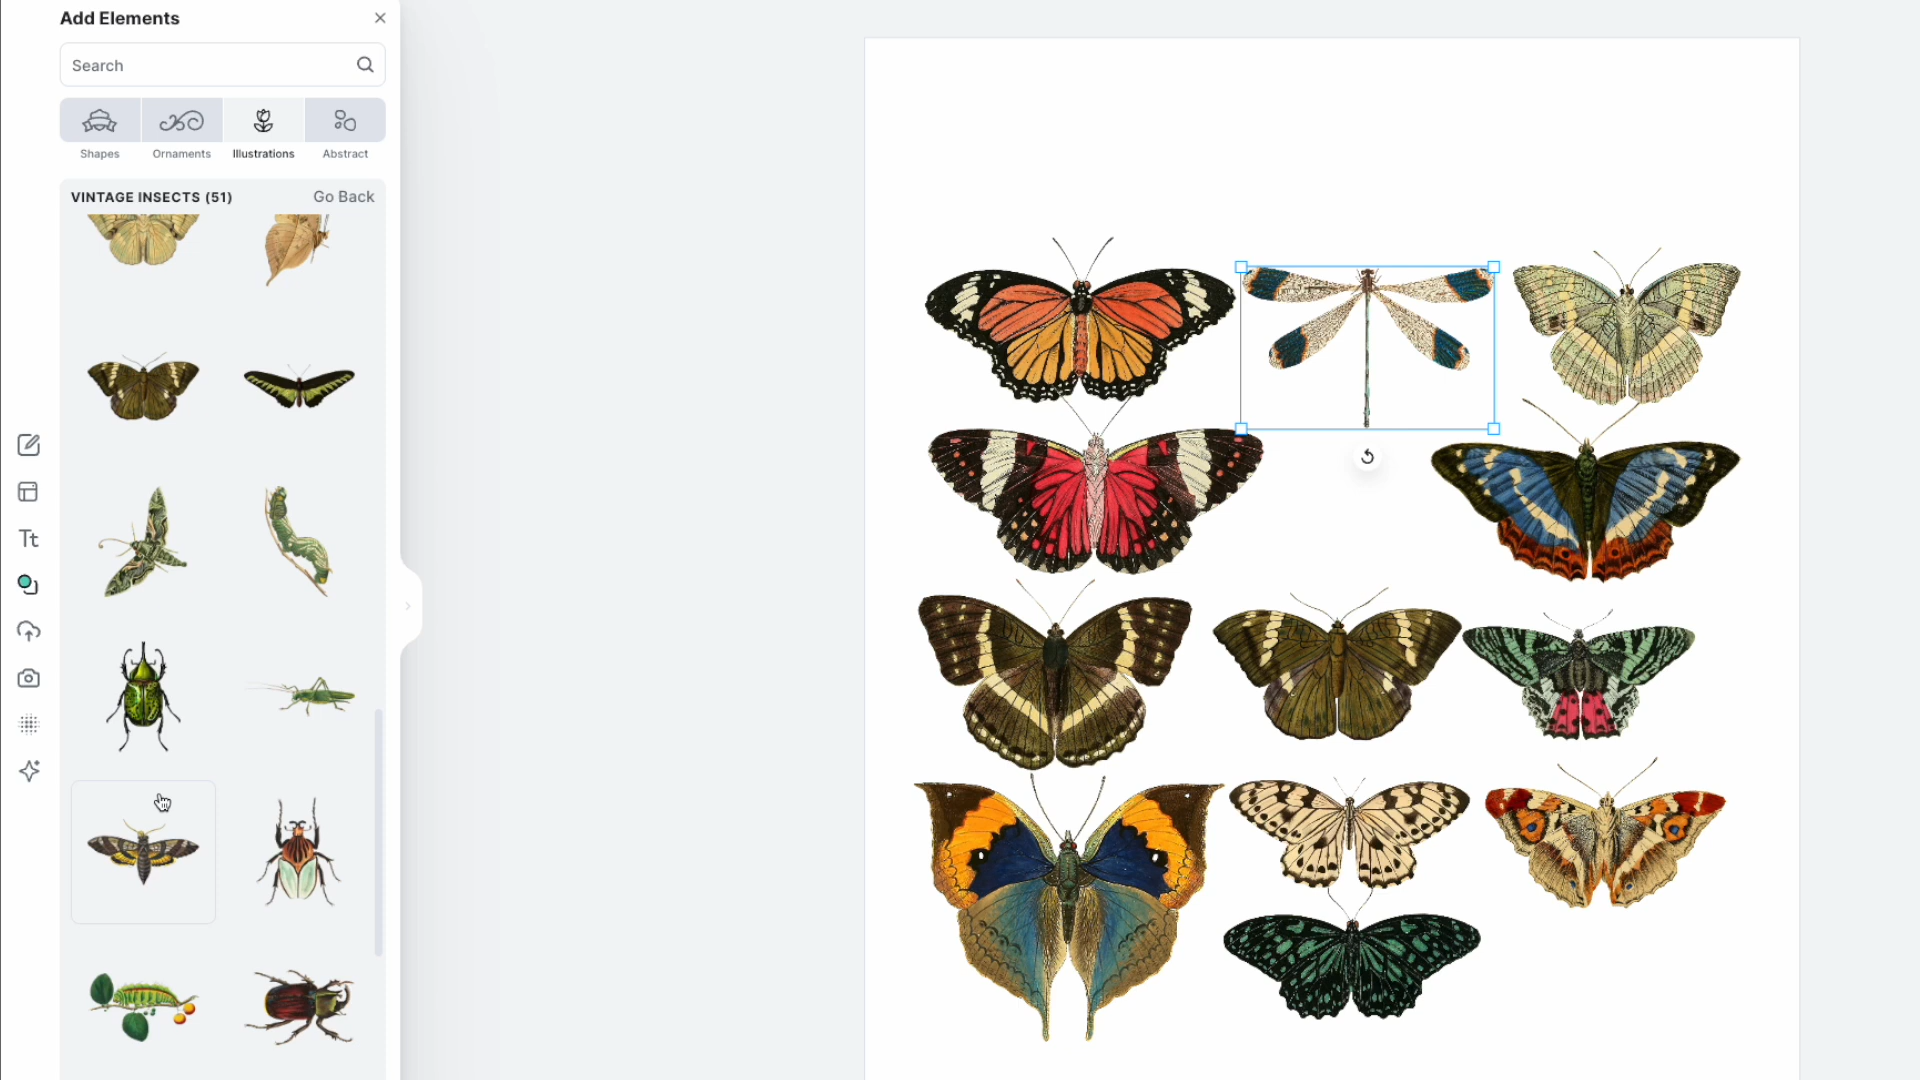 Add Elements
Search
Shapes
Ornaments
Illustrations
Abstract
VINTAGE INSECTS (51)
Go Back
Tt